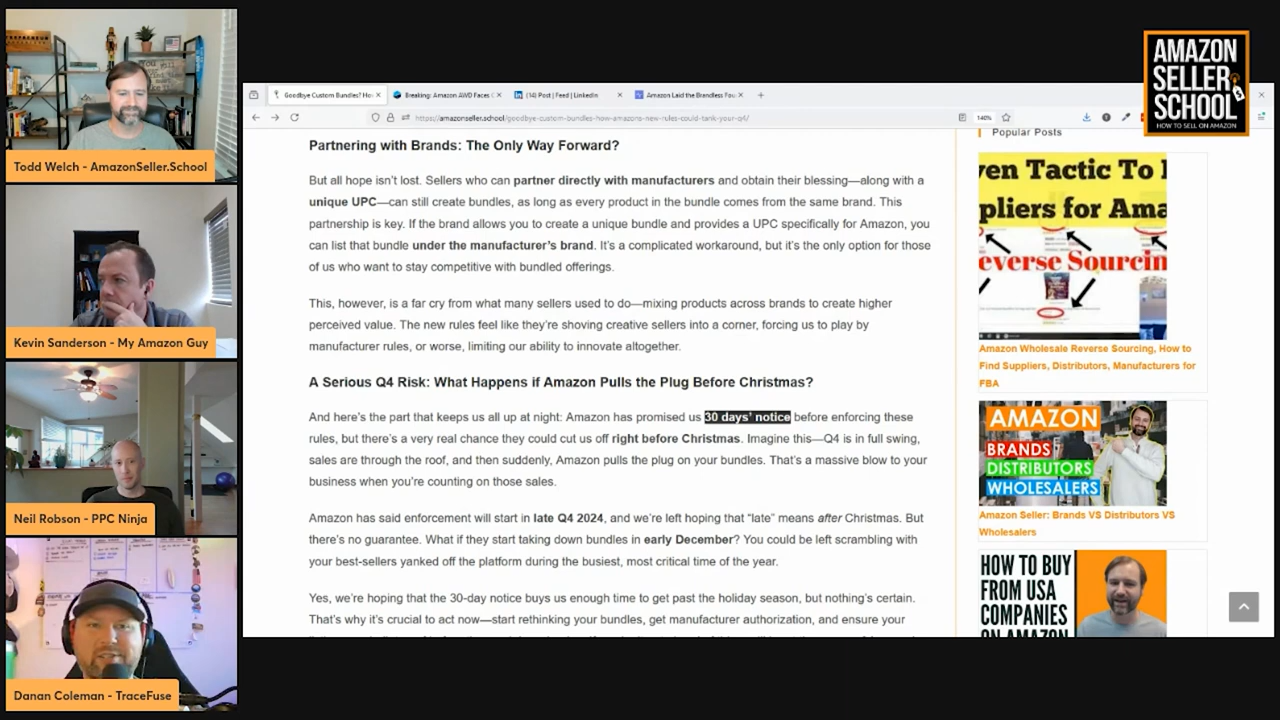 Todd Welch - AmazonSeller.School
Kevin Sanderson - My Amazon Guy
Neil Robson - PPC Ninja
Danan Coleman - TraceFuse
AMAZON
SELLER
SCHOOL
HOW TO SELL ON AMAZON
Goodbye Custom Bundles? Ho
Breaking: Amazon AWD Faces
(14) Post | Feed | LinkedIn
Amazon Laid the Brandless Fou
https://amazonseller.school/goodbye-custom-bundles-how-amazons-new-rules-could-tank-your-q4/
140%
Partnering with Brands: The Only Way Forward?
But all hope isn't lost. Sellers who can partner directly with manufacturers and obtain their blessing—along with a
unique UPC—can still create bundles, as long as every product in the bundle comes from the same brand. This
partnership is key. If the brand allows you to create a unique bundle and provides a UPC specifically for Amazon, you
can list that bundle under the manufacturer's brand. It's a complicated workaround, but it's the only option for those
of us who want to stay competitive with bundled offerings.
This, however, is a far cry from what many sellers used to do—mixing products across brands to create higher
perceived value. The new rules feel like they're shoving creative sellers into a corner, forcing us to play by
manufacturer rules, or worse, limiting our ability to innovate altogether.
A Serious Q4 Risk: What Happens if Amazon Pulls the Plug Before Christmas?
And here's the part that keeps us all up at night: Amazon has promised us 30 days' notice before enforcing these
rules, but there's a very real chance they could cut us off right before Christmas. Imagine this—Q4 is in full swing,
sales are through the roof, and then suddenly, Amazon pulls the plug on your bundles. That's a massive blow to your
business when you're counting on those sales.
Amazon has said enforcement will start in late Q4 2024, and we're left hoping that "late" means after Christmas. But
there's no guarantee. What if they start taking down bundles in early December? You could be left scrambling with
your best-sellers yanked off the platform during the busiest, most critical time of the year.
Yes, we're hoping that the 30-day notice buys us enough time to get past the holiday season, but nothing's certain.
That's why it's crucial to act now—start rethinking your bundles, get manufacturer authorization, and ensure your
Popular Posts
ven Tactic To
pliers for Ama
everse Sourcin
Amazon Wholesale Reverse Sourcing, How to
Find Suppliers, Distributors, Manufacturers for
FBA
AMAZON
BRANDS
DISTRIBUTORS
WHOLESALERS
Amazon Seller: Brands VS Distributors VS
Wholesalers
HOW TO BUY
FROM USA
COMPANIES
ON AMAZON